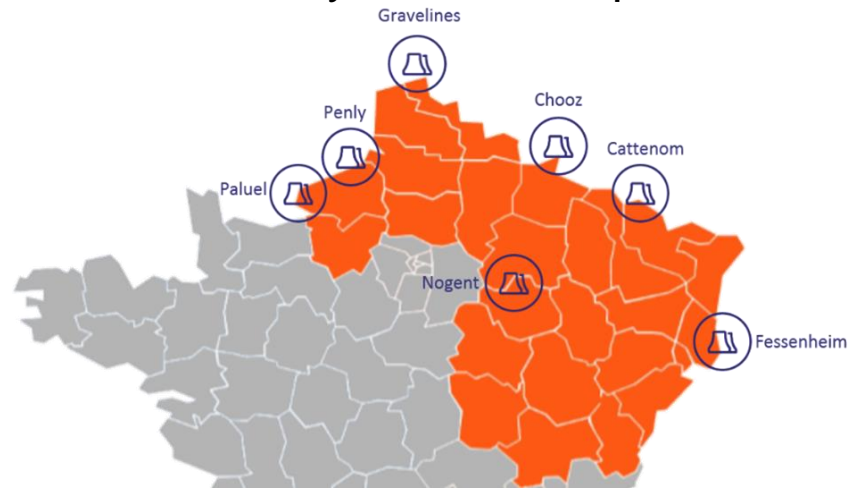 Gravelines
Chooz
Penly
Cattenom
Paluel
Nogent
Fessenheim